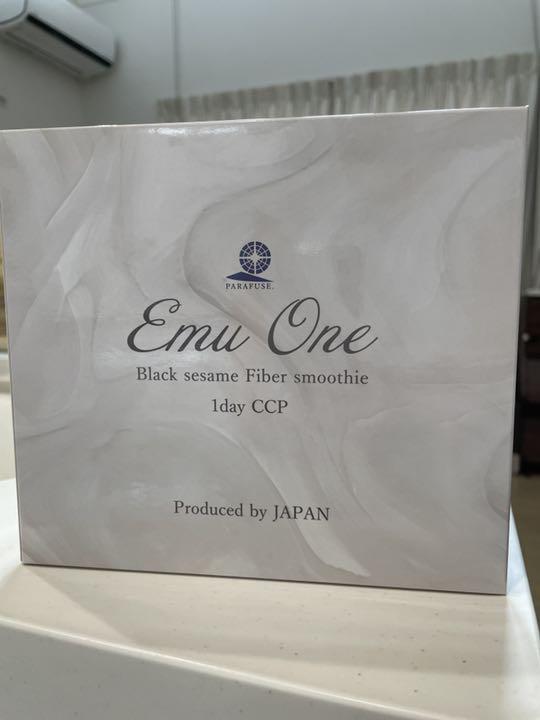 PARAFUSE.
Emu One
Black sesame Fiber smoothie
1day CCP
Produced by JAPAN